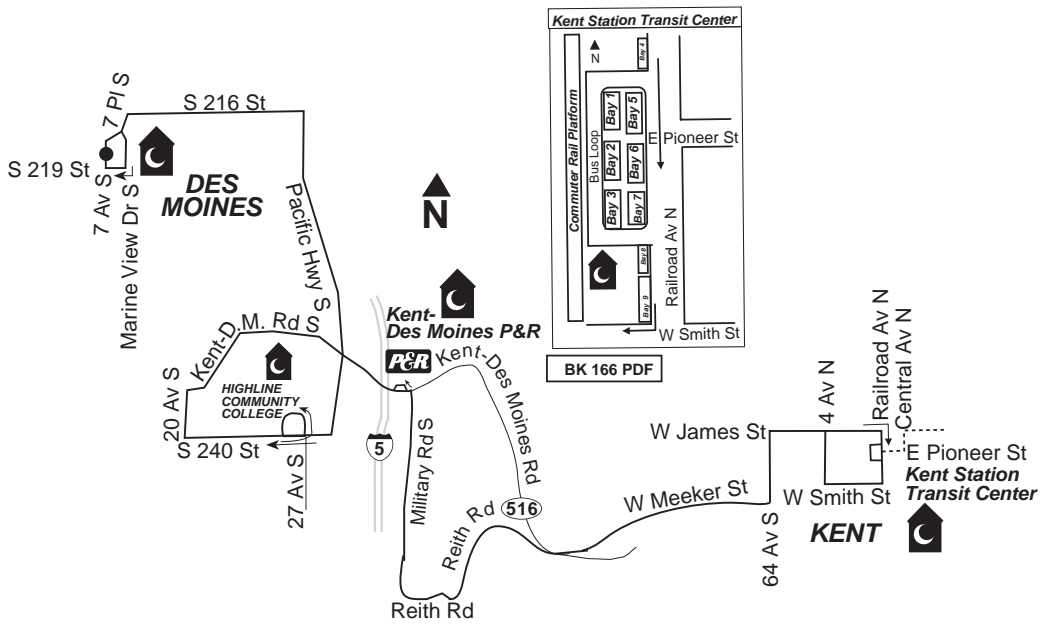 Kent Station Transit Center
N
Commuter Rail Platform
Bus Loop
Bay 4
Bay 1
Bay 5
Bay 2
Bay 6
Bay 3
Bay 7
Bay 8
Bay 9
E Pioneer St
Railroad Av N
W Smith St
BK 166 PDF
7 Pl S
S 216 St
S 219 St
7 Av S
Marine View Dr S
DES
MOINES
Pacific Hwy S
N
Kent-
Des Moines P&R
P&R
Kent-D.M. Rd S
Kent-Des Moines Rd
20 Av S
HIGHLINE
COMMUNITY
COLLEGE
S 240 St
27 Av S
5
Military Rd S
Reith Rd
Reith Rd
516
W Meeker St
64 Av S
W James St
4 Av N
Railroad Av N
Central Av N
E Pioneer St
W Smith St
Kent Station
Transit Center
KENT